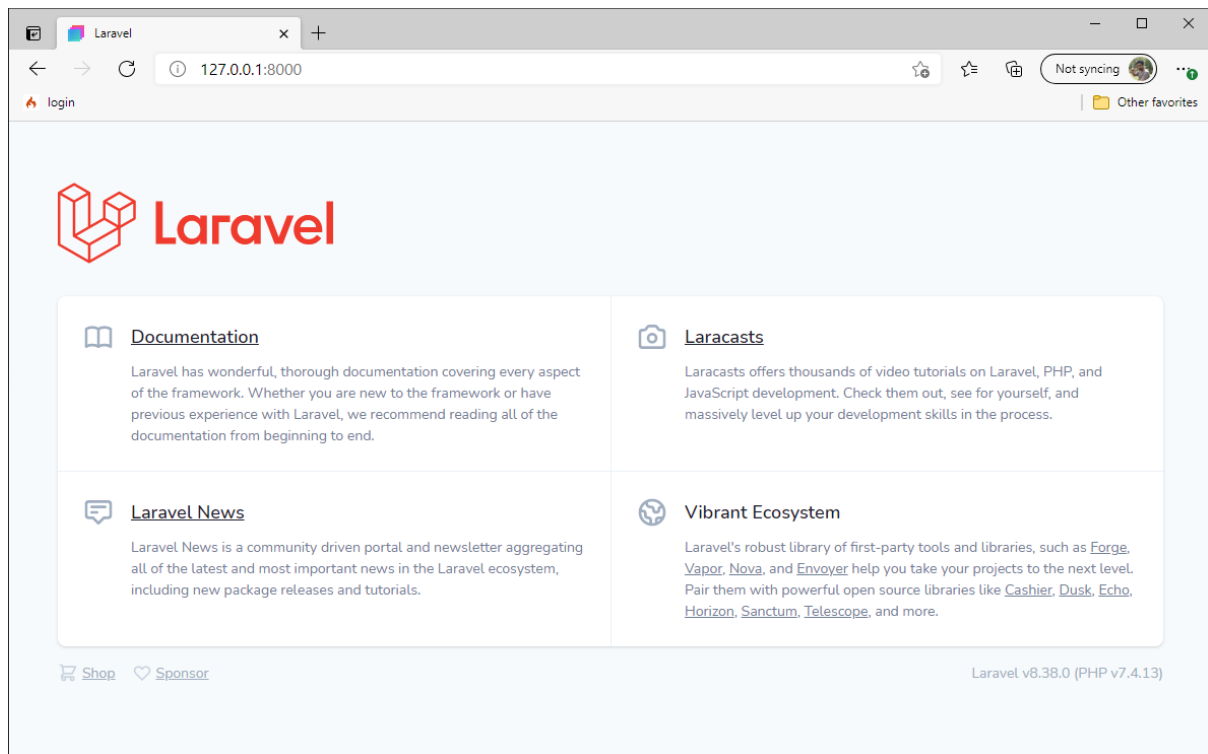 Laravel
127.0.0.1:8000
Not syncing
login
Other favorites
Laravel
Documentation
Laravel has wonderful, thorough documentation covering every aspect
of the framework. Whether you are new to the framework or have
previous experience with Laravel, we recommend reading all of the
documentation from beginning to end.
Laracasts
Laracasts offers thousands of video tutorials on Laravel, PHP, and
JavaScript development. Check them out, see for yourself, and
massively level up your development skills in the process.
Laravel News
Laravel News is a community driven portal and newsletter aggregating
all of the latest and most important news in the Laravel ecosystem,
including new package releases and tutorials.
Vibrant Ecosystem
Laravel's robust library of first-party tools and libraries, such as Forge,
Vapor, Nova, and Envoyer help you take your projects to the next level.
Pair them with powerful open source libraries like Cashier, Dusk, Echo,
Horizon, Sanctum, Telescope, and more.
Shop Sponsor
Laravel v8.38.0 (PHP v7.4.13)